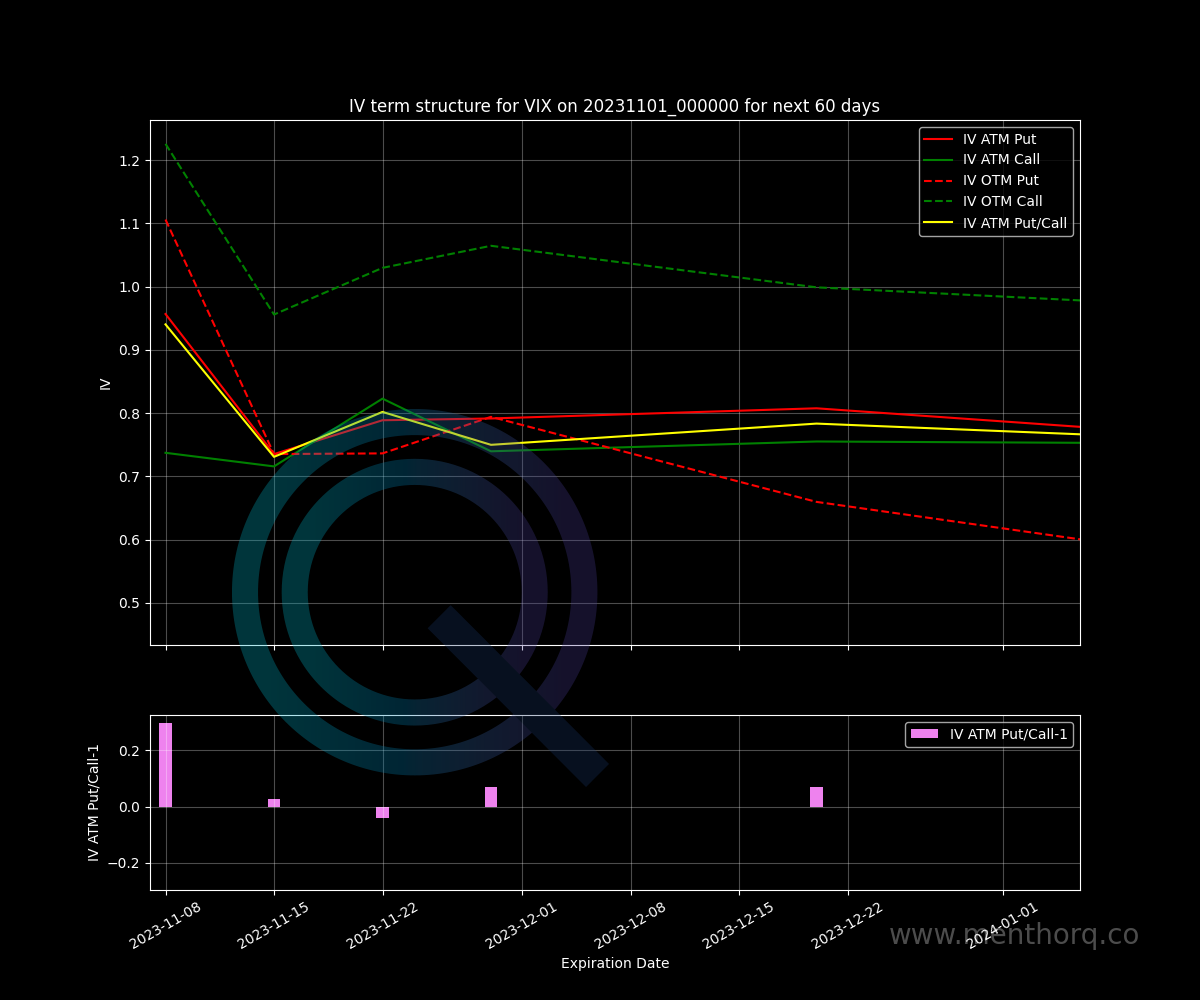 IV term structure for VIX on 20231101_000000 for next 60 days
IV ATM Put
IV ATM Call
IV OTM Put
IV OTM Call
IV ATM Put/Call
1.2
1.1
1.0
0.9
0.8
0.7
0.6
0.5
IV
IV ATM Put/Call-1
0.2
0.0
−0.2
IV ATM Put/Call-1
2023-11-08
2023-11-15
2023-11-22
2023-12-01
2023-12-08
2023-12-15
2023-12-22
2024-01-01
www.menthorq.co
Expiration Date